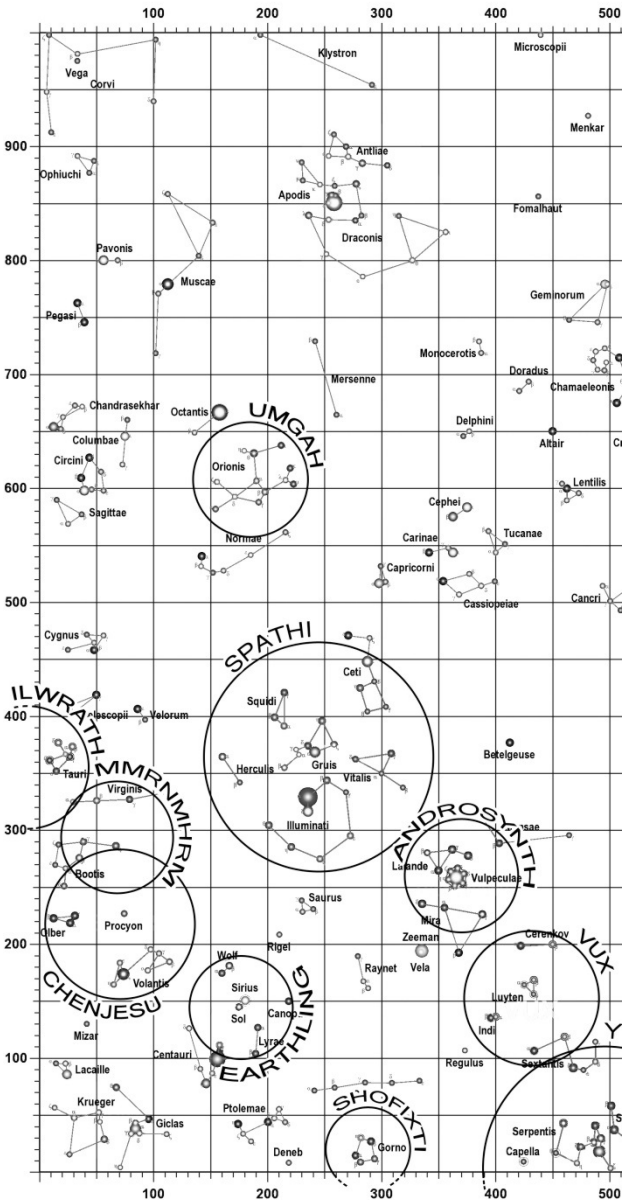 0 100 200 300 400 500
Klystron
Microscopii
Vega
Corvi
Menkar
900
Antliae
Ophiuchi
Apodis
Fomalhaut
Draconis
Pavonis
800
Muscae
Geminorum
Pegasi
Monocerotis
Chamaeleonis
700
Mersenne
Doradus
Chandrasekhar
Octantis
UMGAH
Delphini
Columbae
Altair
Circini
Orionis
600
Lentilis
Cephei
Sagittae
Tucanae
Normae
Carinae
Capricorni
Cassiopeiae
Cancri
500
Cygnus
SPATHI
Ceti
Squidi
ILWRATH
Velorum
400
Betelgeuse
Gruis
Tauri
MMRNMHRM
Herculis
Vitalis
Virginis
300
Illuminati
ANDROSYNTH
Lalande
Vulpeculae
Bootis
Saurus
Olber
Procyon
Mira
Zeeman
Cerenkov
200
Rigel
VUX
Wolf
Vela
Raynet
Volantis
Sirius
CHENJESU
Sol
Luyten
Indi
Mizar
Lyrae
EARTHLING
100
Centauri
Regulus
Sextantis
Lacaille
SHOFIXTI
Krueger
Giclas
Ptolemae
Serpentis
Gorno
Deneb
Capella
0